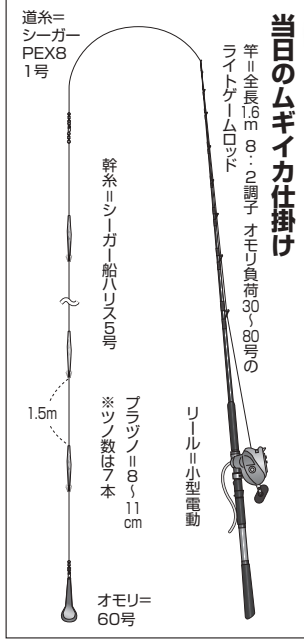 当日のムギイカ仕掛け
竿=全長1.6m 8:2調子 オモリ負荷30〜80号の
ライトゲームロッド
道糸=
シーガー
PEX8
1号
幹糸=シーガー船ハリス5号
リール=小型電動
プラヅノ=8〜11cm
※ツノ数は7本
1.5m
オモリ=
60号